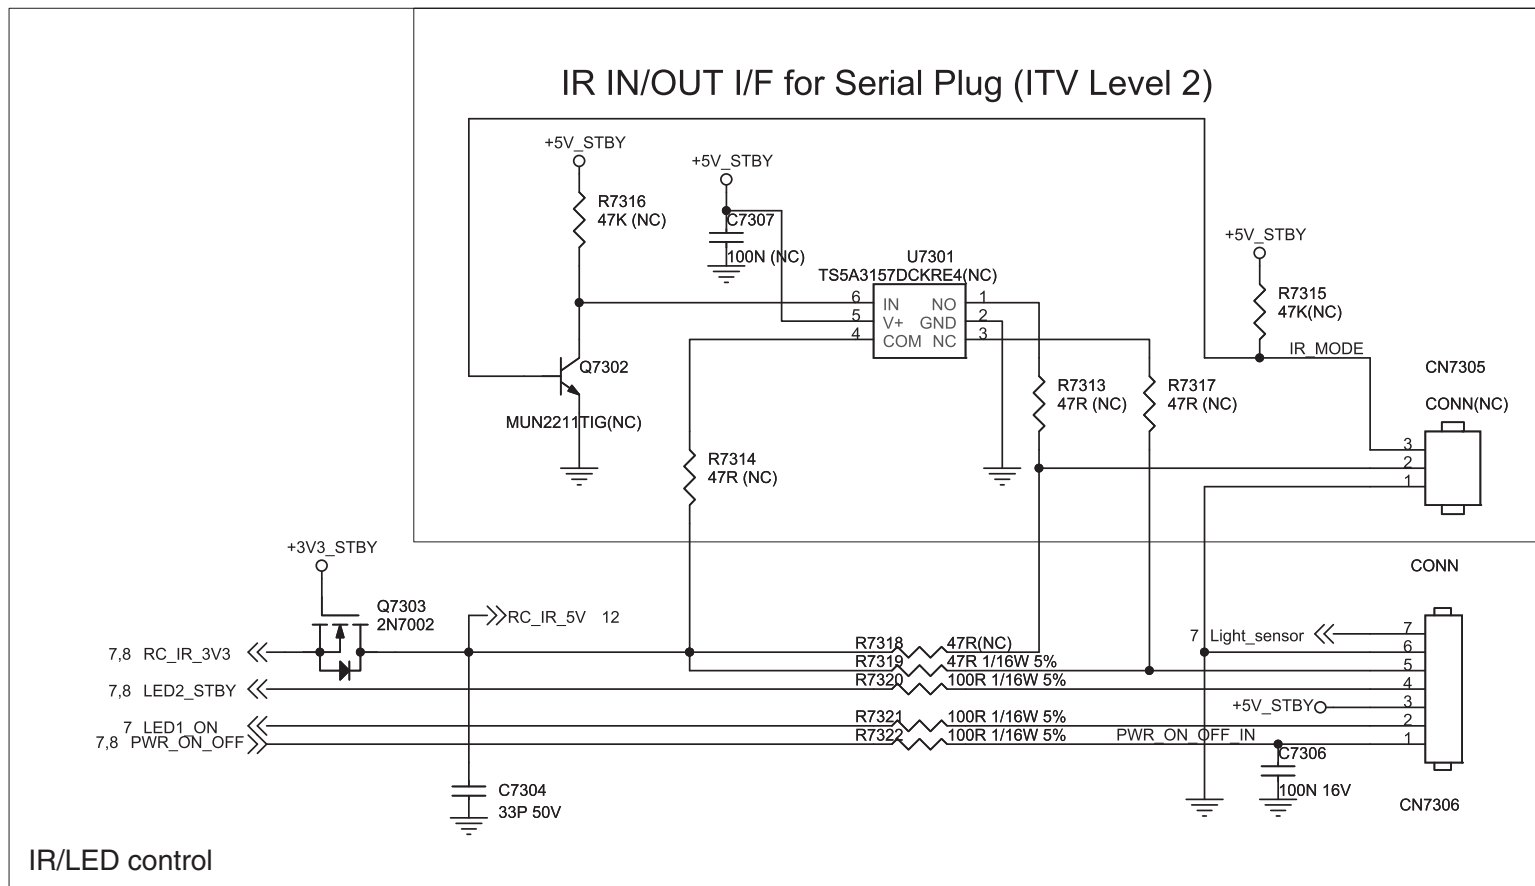 IR IN/OUT I/F for Serial Plug (ITV Level 2)
+5V_STBY
R7316
47K (NC)
+5V_STBY
C7307
100N (NC)
U7301
TS5A3157DCKRE4(NC)
6 IN NO 1
5 V+ GND 2
4 COM NC 3
+5V_STBY
R7315
47K(NC)
IR_MODE
Q7302
MUN2211TIG(NC)
R7313
47R (NC)
R7317
47R (NC)
CN7305
CONN(NC)
3
2
1
R7314
47R (NC)
+3V3_STBY
Q7303
2N7002
RC_IR_5V 12
CONN
7,8 RC_IR_3V3
R7318 47R(NC)
R7319 47R 1/16W 5%
7,8 LED2_STBY
R7320 100R 1/16W 5%
7 LED1_ON
R7321 100R 1/16W 5%
7,8 PWR_ON_OFF
R7322 100R 1/16W 5%
PWR_ON_OFF_IN
7 Light_sensor
+5V_STBY
7
6
5
4
3
2
1
C7306
100N 16V
CN7306
C7304
33P 50V
IR/LED control